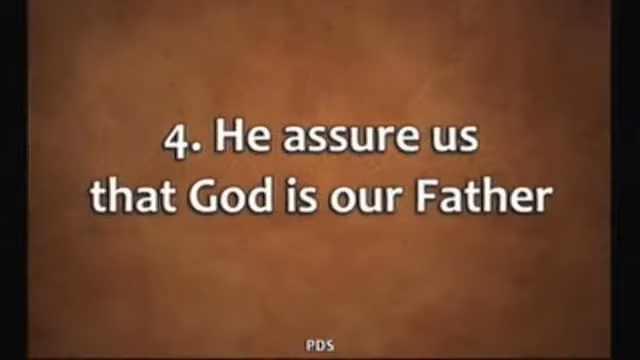 4. He assure us
that God is our Father
PDS